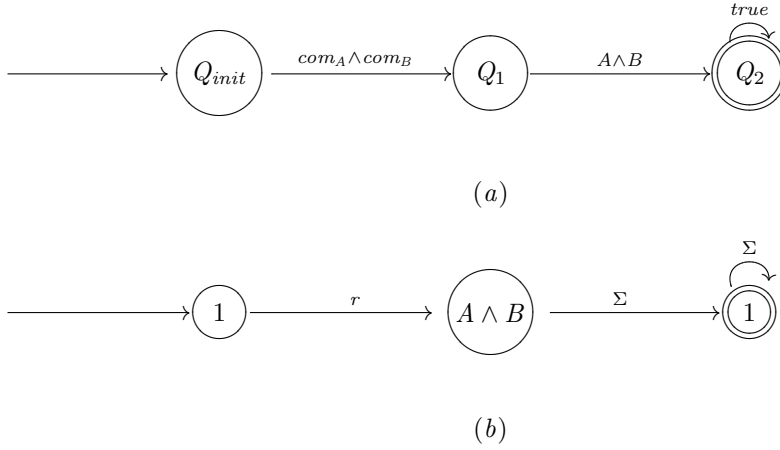 true
com_A∧com_B A∧B
Q_init Q_1 Q_2
(a)
Σ
r Σ
1 A ∧ B 1
(b)